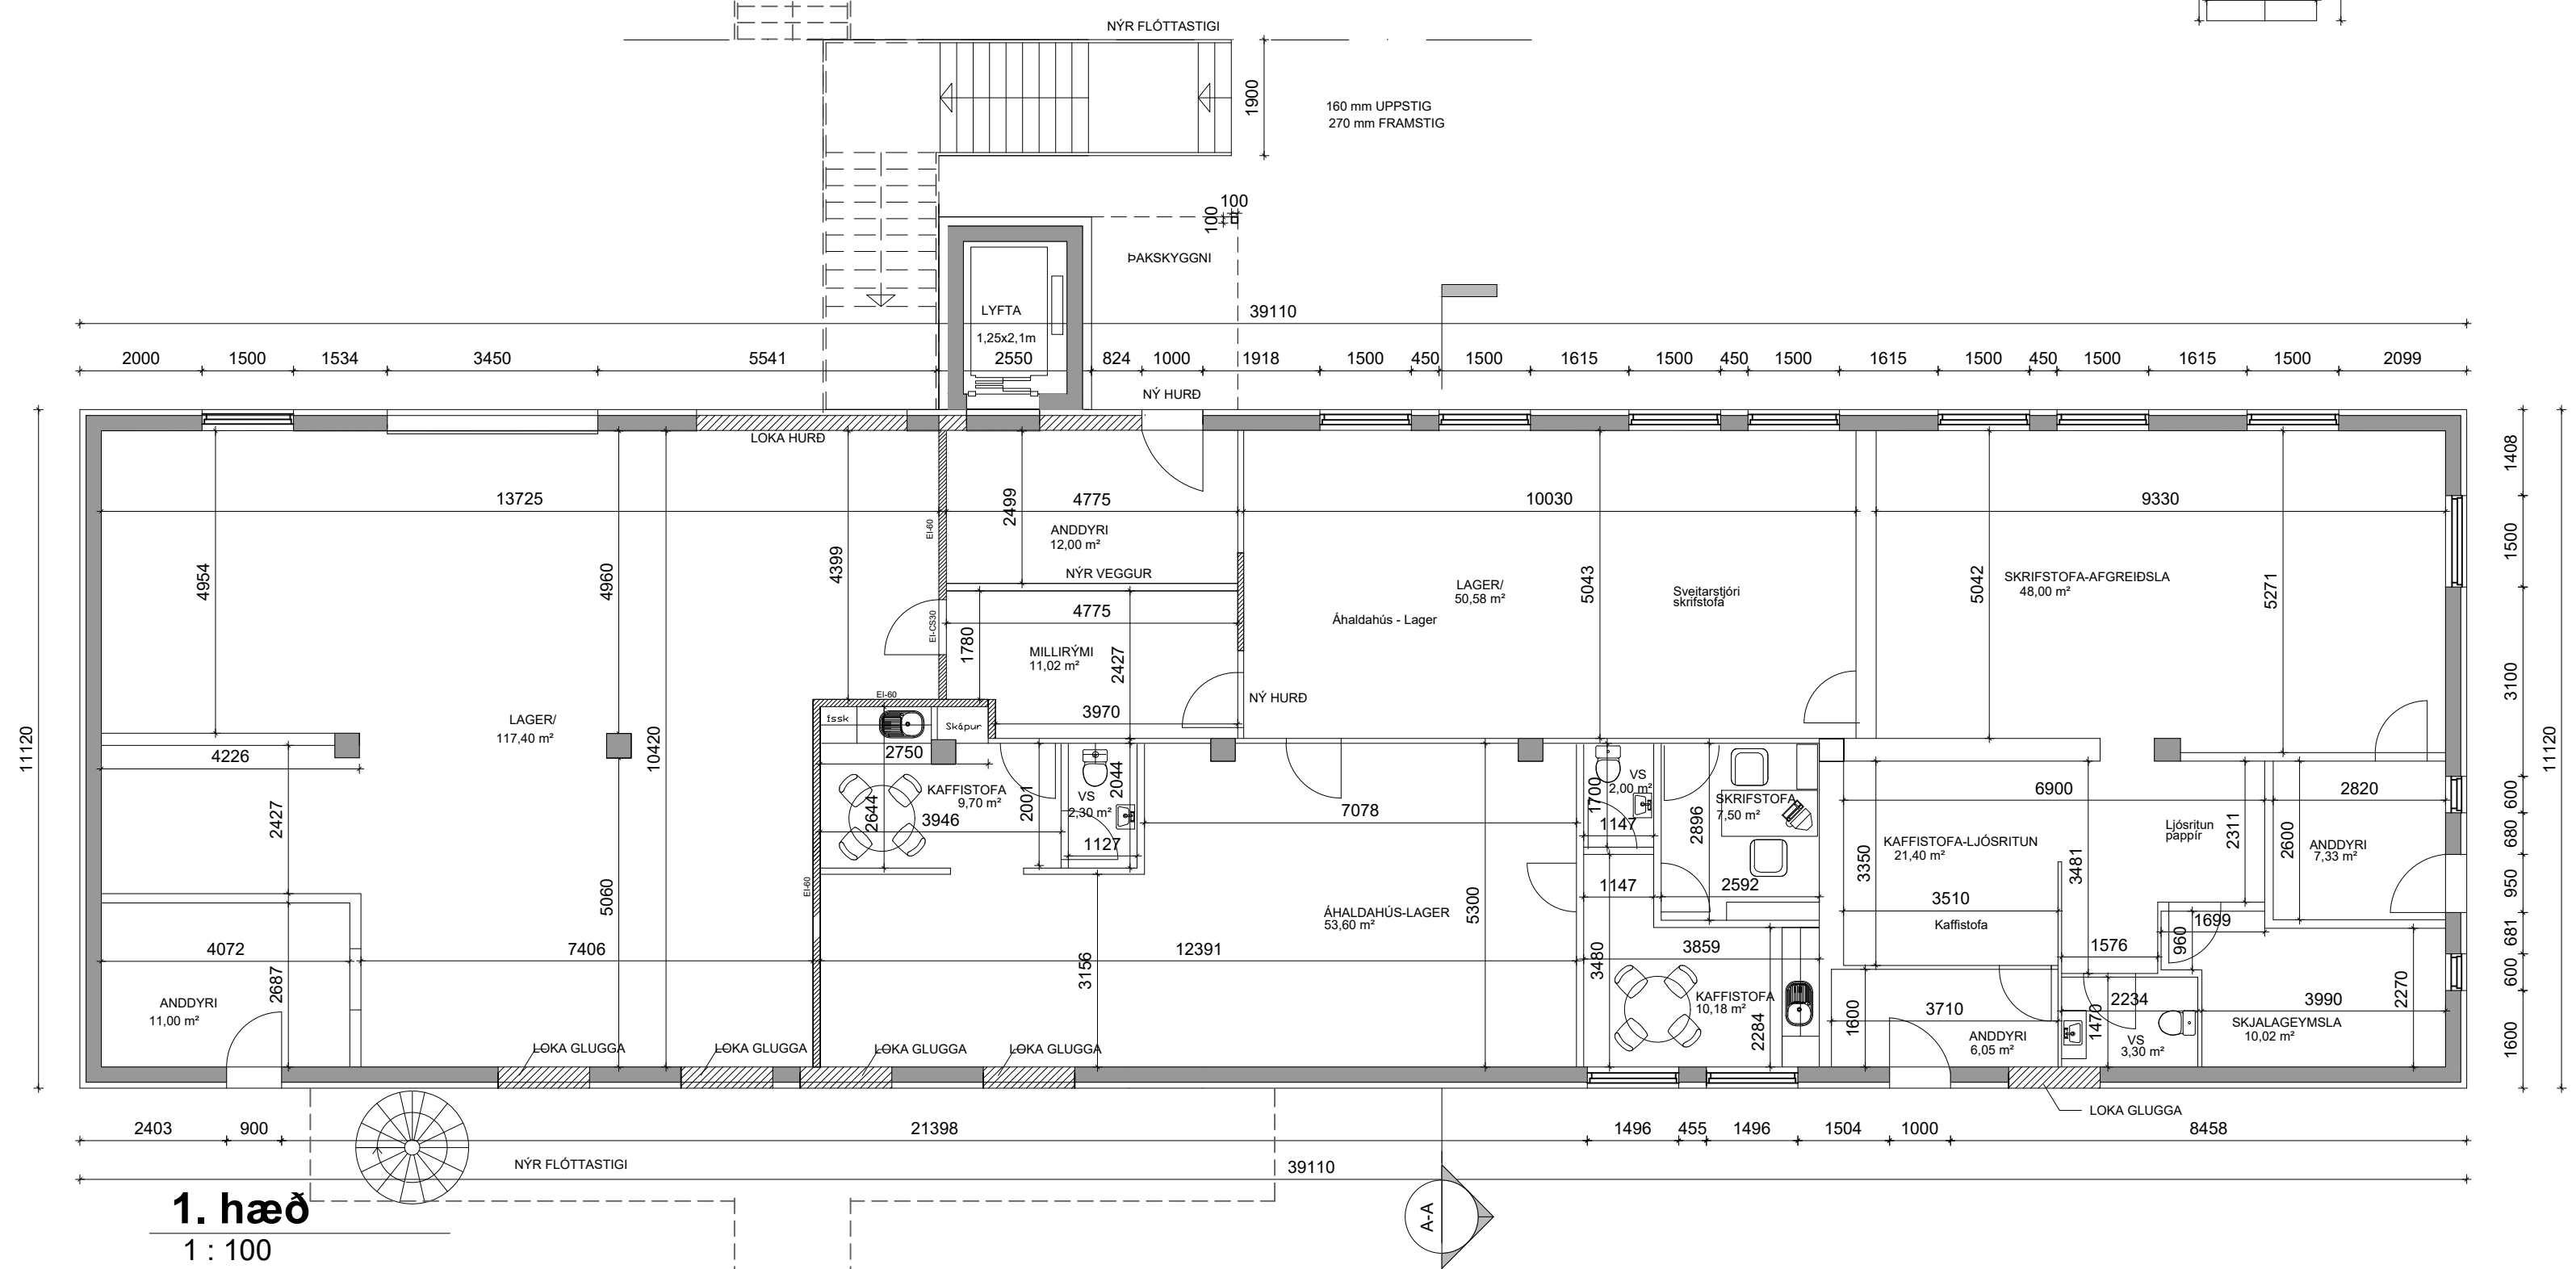 NÝR FLÓTTASTIGI
1900
160 mm UPPSTIG
270 mm FRAMSTIG
100
100
ÞAKSKYGGNI
LYFTA
1,25x2,1m
39110
2000 1500 1534 3450 5541 2550 824 1000 1918 1500 450 1500 1615 1500 450 1500 1615 1500 450 1500 1615 1500 2099
NÝ HURÐ
LOKA HURÐ
11120
13725
4954
4960
10420
4399
EI-60
2499
4775
ANDDYRI
12,00 m²
NÝR VEGGUR
4775
EI-CS30
1780
MILLIRÝMI
11,02 m²
2427
NÝ HURÐ
3970
10030
LAGER/
50,58 m²
Áhaldahús - Lager
5043
Sveitarstjóri
skrifstofa
9330
5042
SKRIFSTOFA-AFGREIÐSLA
48,00 m²
5271
1408
1500
3100
600
680
950
681
600
1600
11120
LAGER/
117,40 m²
4226
2427
5060
4072
2687
7406
ANDDYRI
11,00 m²
EI-60
EI-60
Íssk
Skápur
2750
KAFFISTOFA
9,70 m²
2644
3946
2001
VS
2,30 m²
2044
1127
7078
12391
3156
ÁHALDAHÚS-LAGER
53,60 m²
5300
VS
2,00 m²
1700
1147
1147
SKRIFSTOFA
7,50 m²
2896
2592
3480
3859
KAFFISTOFA
10,18 m²
2284
6900
KAFFISTOFA-LJÓSRITUN
21,40 m²
3350
3481
3510
Kaffistofa
Ljósritun
pappír
2311
2820
2600
ANDDYRI
7,33 m²
1699
960
1576
1600
3710
ANDDYRI
6,05 m²
1470
2234
VS
3,30 m²
3990
SKJALAGEYMSLA
10,02 m²
2270
LOKA GLUGGA
LOKA GLUGGA
LOKA GLUGGA
LOKA GLUGGA
LOKA GLUGGA
2403 900 21398 1496 455 1496 1504 1000 8458
NÝR FLÓTTASTIGI
39110
A-A
1. hæð
1 : 100